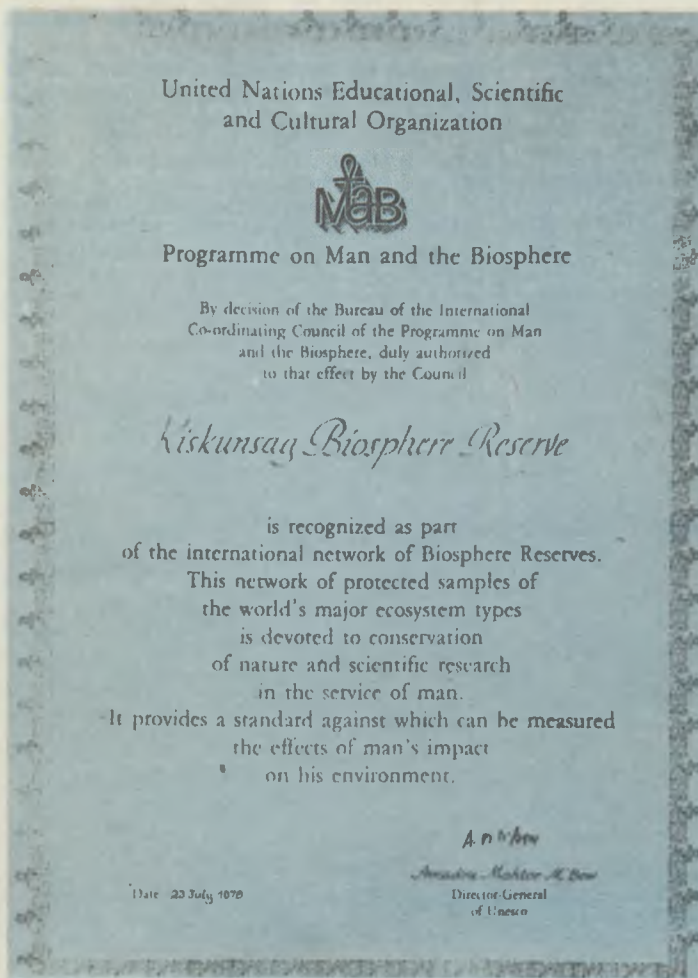 United Nations Educational, Scientific
and Cultural Organization
MaB
Programme on Man and the Biosphere
By decision of the Bureau of the International
Co-ordinating Council of the Programme on Man
and the Biosphere, duly authorized
to that effect by the Council
Kiskunsag Biosphere Reserve
is recognized as part
of the international network of Biosphere Reserves.
This network of protected samples of
the world's major ecosystem types
is devoted to conservation
of nature and scientific research
in the service of man.
It provides a standard against which can be measured
the effects of man's impact
on his environment.
Amadou Mahtar M'Bow
Date 23 July 1979
Director-General
of Unesco